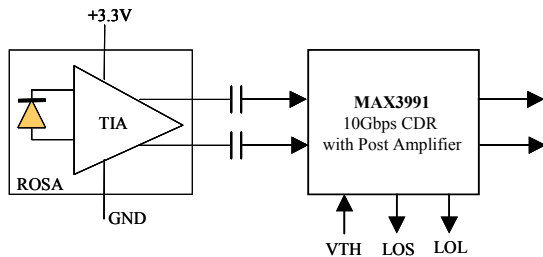 +3.3V
TIA
ROSA
GND
MAX3991
10Gbps CDR
with Post Amplifier
VTH
LOS
LOL